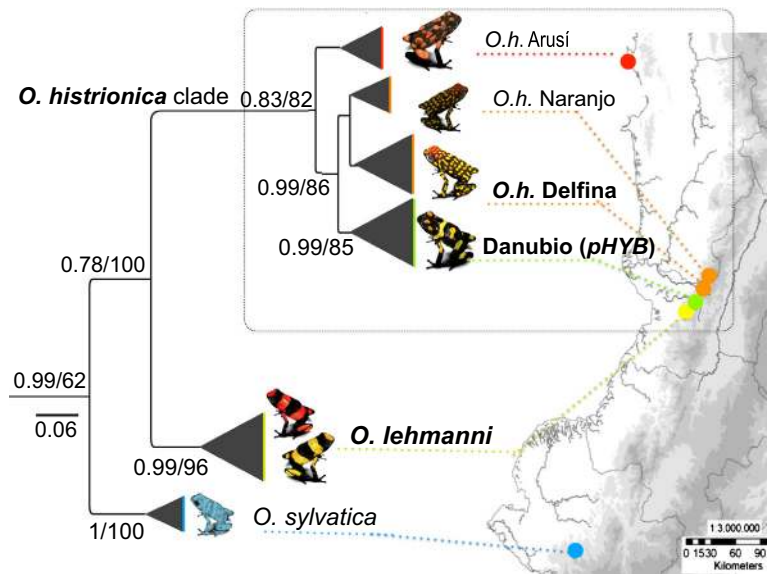 O.h. Arusí
O. histrionica clade
0.83/82
O.h. Naranjo
0.99/86
O.h. Delfina
0.99/85
Danubio (pHYB)
0.78/100
0.99/62
0.06
O. lehmanni
0.99/96
O. sylvatica
1/100
1:3.000,000
0 15 30 60 90
Kilometers